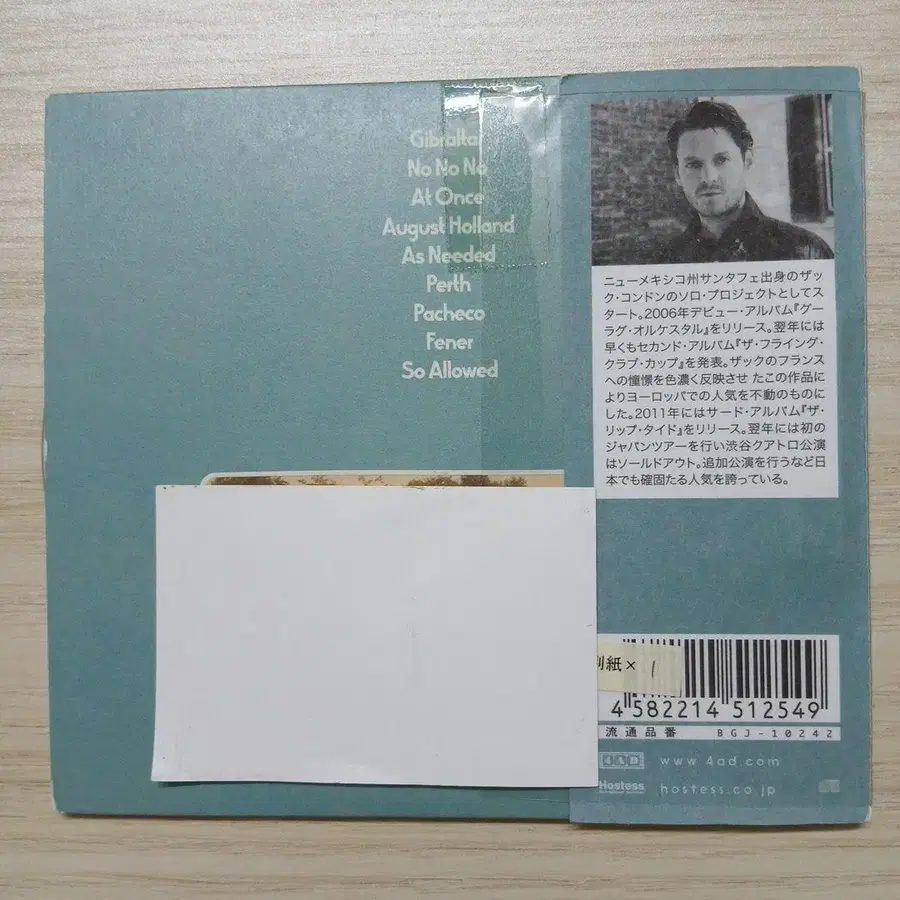 Gibraltar
No No No
At Once
August Holland
As Needed
Perth
Pacheco
Fener
So Allowed
ニューメキシコ州サンタフェ出身のザッ
ク・コンドンのソロ・プロジェクトとしてス
タート。2006年デビュー・アルバム『グー
ラグ・オルケスタル』をリリース。翌年には
早くもセカンド・アルバム『ザ・フライング・
クラブ・カップ』を発表。ザックのフランス
への憧憬を色濃く反映させ たこの作品に
よりヨーロッパでの人気を不動のものに
した。2011年にはサード・アルバム『ザ・
リップ・タイド』をリリース。翌年には初の
ジャパンツアーを行い渋谷クアトロ公演
はソールドアウト。追加公演を行うなど日
本でも確固たる人気を誇っている。
別紙× 1
4 582214 512549
流通品番 BGJ-10242
4AD www.4ad.com
Hostess hostess.co.jp